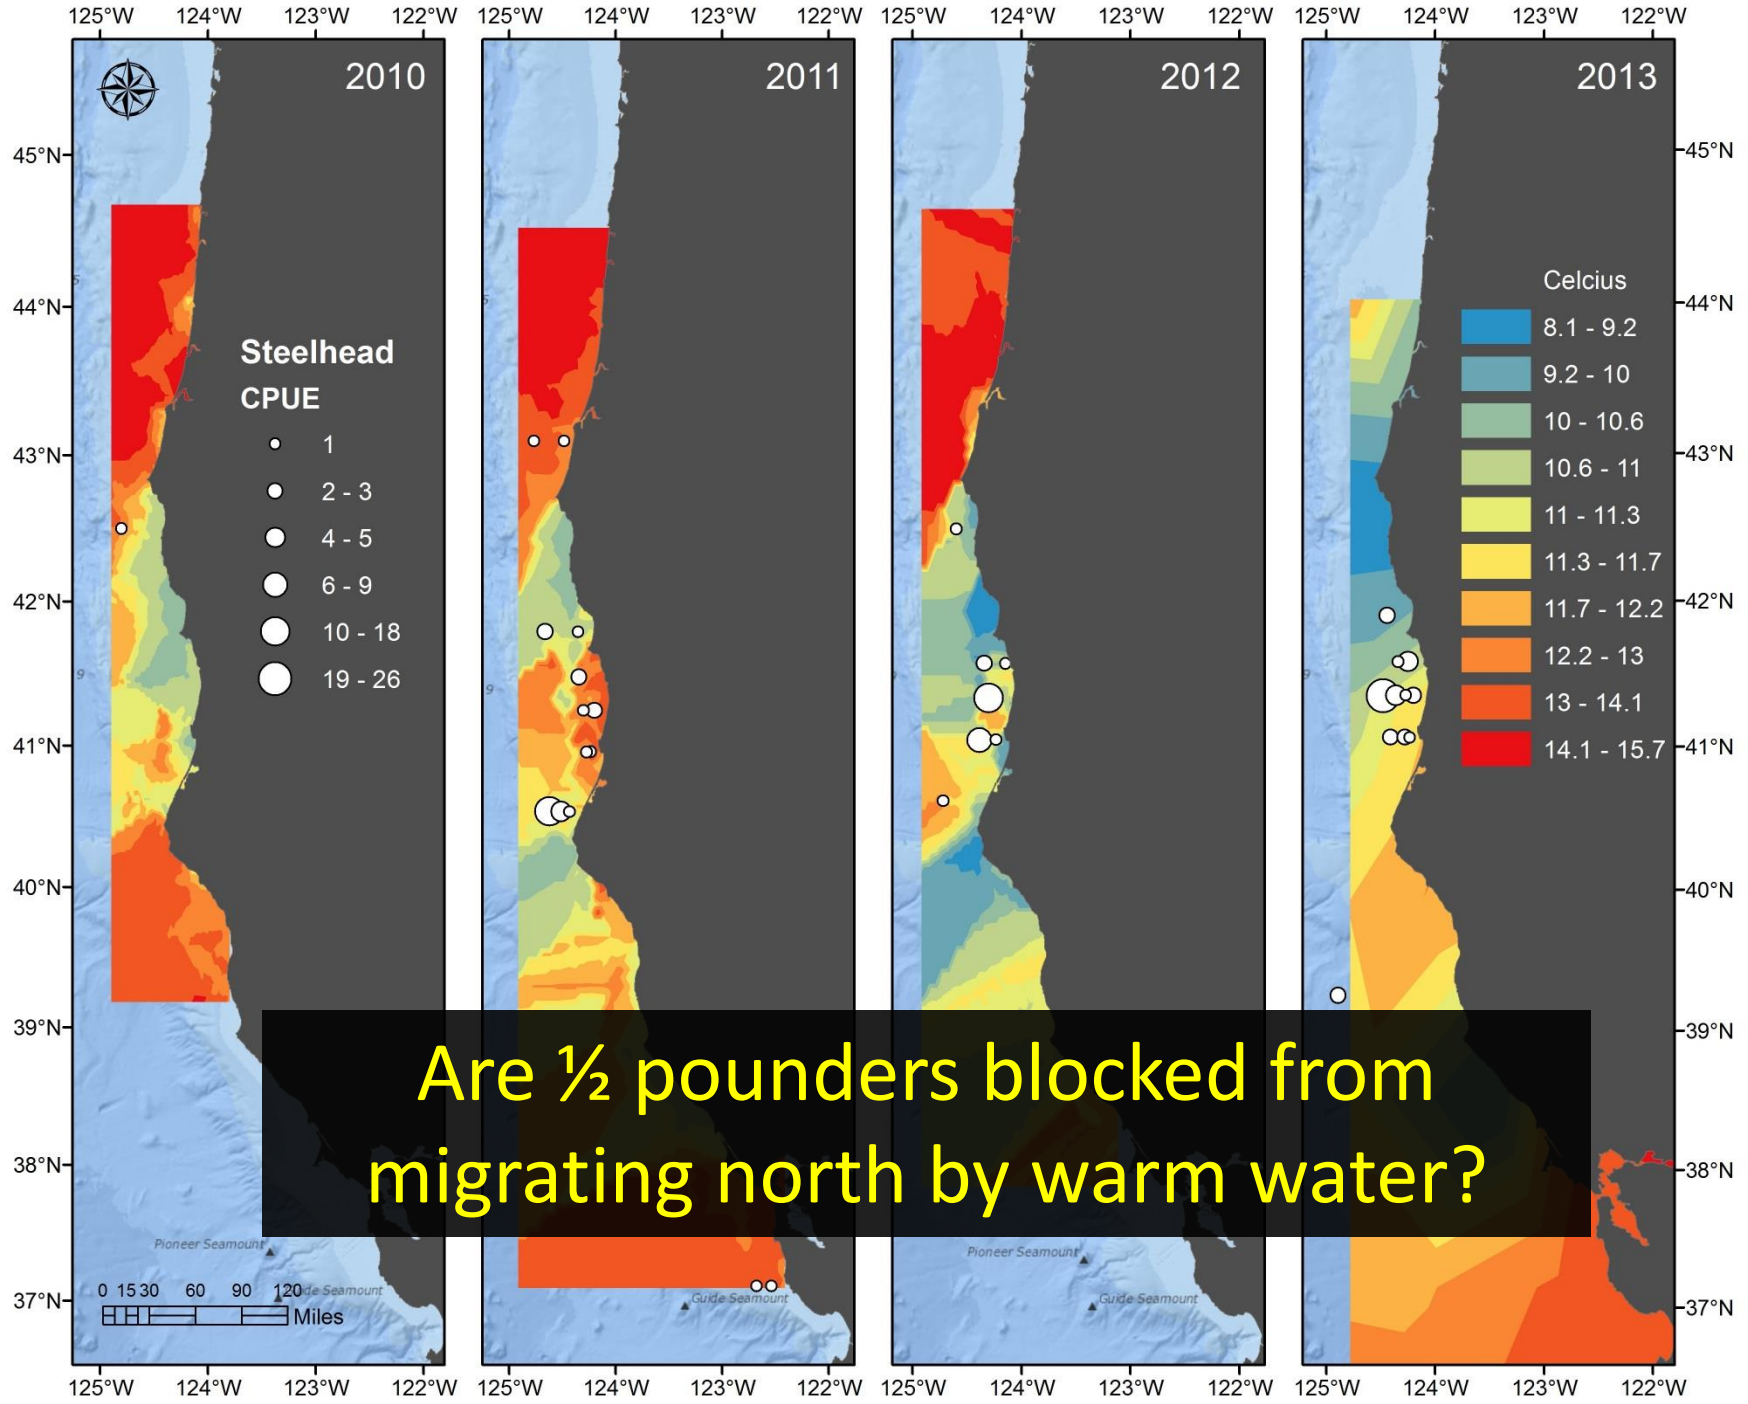 125°W 124°W 123°W 122°W 125°W 124°W 123°W 122°W 125°W 124°W 123°W 122°W 125°W 124°W 123°W 122°W
2010
2011
2012
2013
45°N
44°N
43°N
42°N
41°N
40°N
39°N
38°N
37°N
Steelhead
CPUE
1
2 - 3
4 - 5
6 - 9
10 - 18
19 - 26
Celcius
8.1 - 9.2
9.2 - 10
10 - 10.6
10.6 - 11
11 - 11.3
11.3 - 11.7
11.7 - 12.2
12.2 - 13
13 - 14.1
14.1 - 15.7
45°N
44°N
43°N
42°N
41°N
40°N
39°N
38°N
37°N
Are ½ pounders blocked from
migrating north by warm water?
Pioneer Seamount
Pioneer Seamount
0 15 30 60 90 120
Miles
Seamount
Guide Seamount
Guide Seamount
125°W 124°W 123°W 122°W 125°W 124°W 123°W 122°W 125°W 124°W 123°W 122°W 125°W 124°W 123°W 122°W